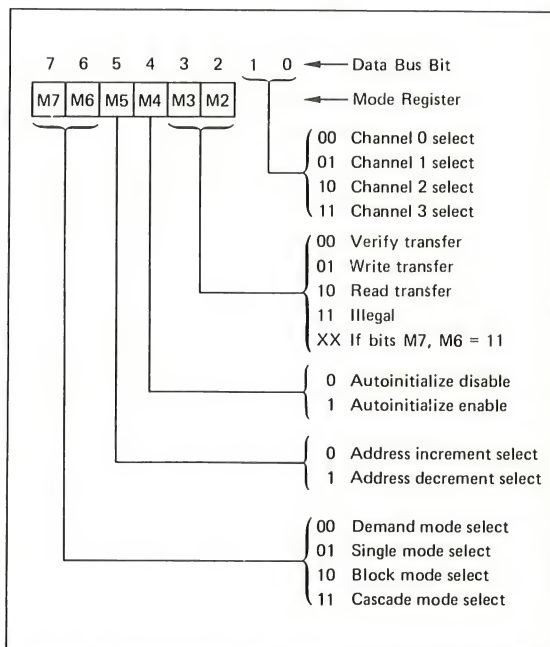 7 6 5 4 3 2 1 0 Data Bus Bit
M7 M6 M5 M4 M3 M2 Mode Register
00 Channel 0 select
01 Channel 1 select
10 Channel 2 select
11 Channel 3 select
00 Verify transfer
01 Write transfer
10 Read transfer
11 Illegal
XX If bits M7, M6 = 11
0 Autoinitialize disable
1 Autoinitialize enable
0 Address increment select
1 Address decrement select
00 Demand mode select
01 Single mode select
10 Block mode select
11 Cascade mode select